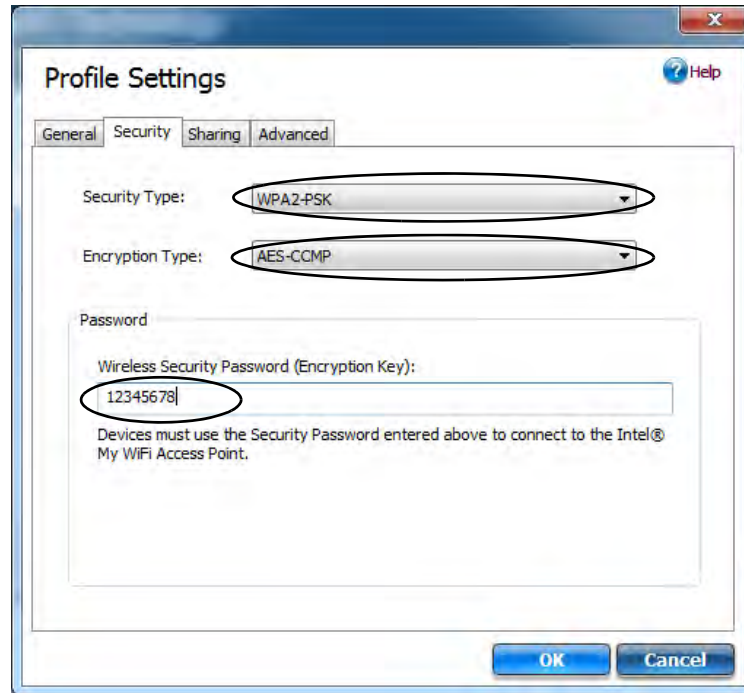 x
Profile Settings
? Help
General Security Sharing Advanced
Security Type: WPA2-PSK
Encryption Type: AES-CCMP
Password
Wireless Security Password (Encryption Key):
12345678
Devices must use the Security Password entered above to connect to the Intel®
My WiFi Access Point.
OK Cancel